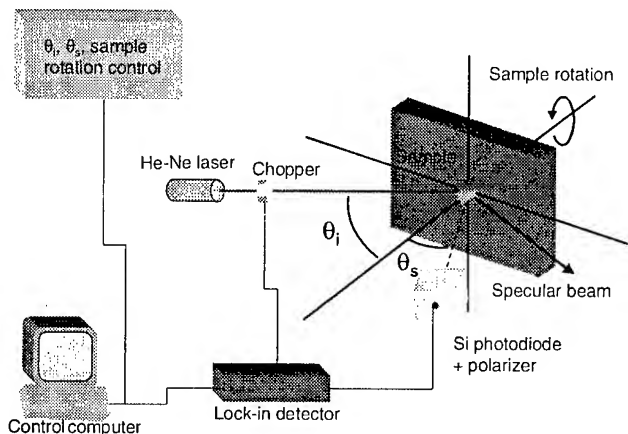 θi, θs, sample
rotation control
Sample rotation
He-Ne laser
Chopper
Sample
θi
θs
Specular beam
Si photodiode
+ polarizer
Lock-in detector
Control computer